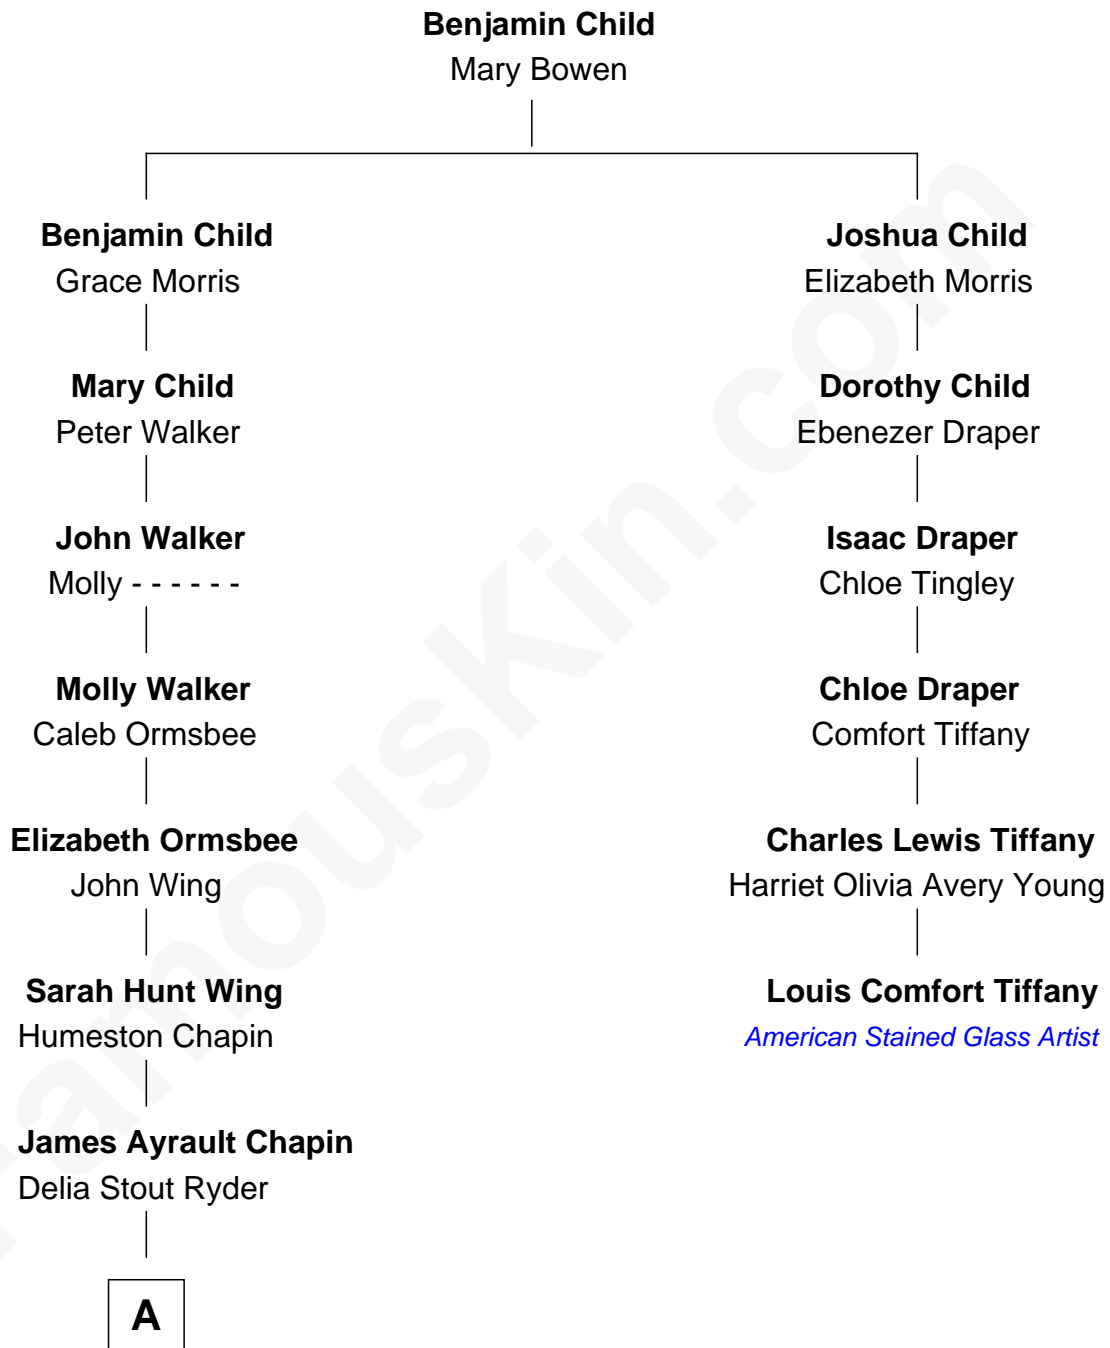 Benjamin Child
Mary Bowen
Benjamin Child
Grace Morris
Joshua Child
Elizabeth Morris
Mary Child
Peter Walker
Dorothy Child
Ebenezer Draper
John Walker
Molly - - - - - -
Isaac Draper
Chloe Tingley
Molly Walker
Caleb Ormsbee
Chloe Draper
Comfort Tiffany
Elizabeth Ormsbee
John Wing
Charles Lewis Tiffany
Harriet Olivia Avery Young
Sarah Hunt Wing
Humeston Chapin
Louis Comfort Tiffany
American Stained Glass Artist
James Ayrault Chapin
Delia Stout Ryder
A
FamousKin.com